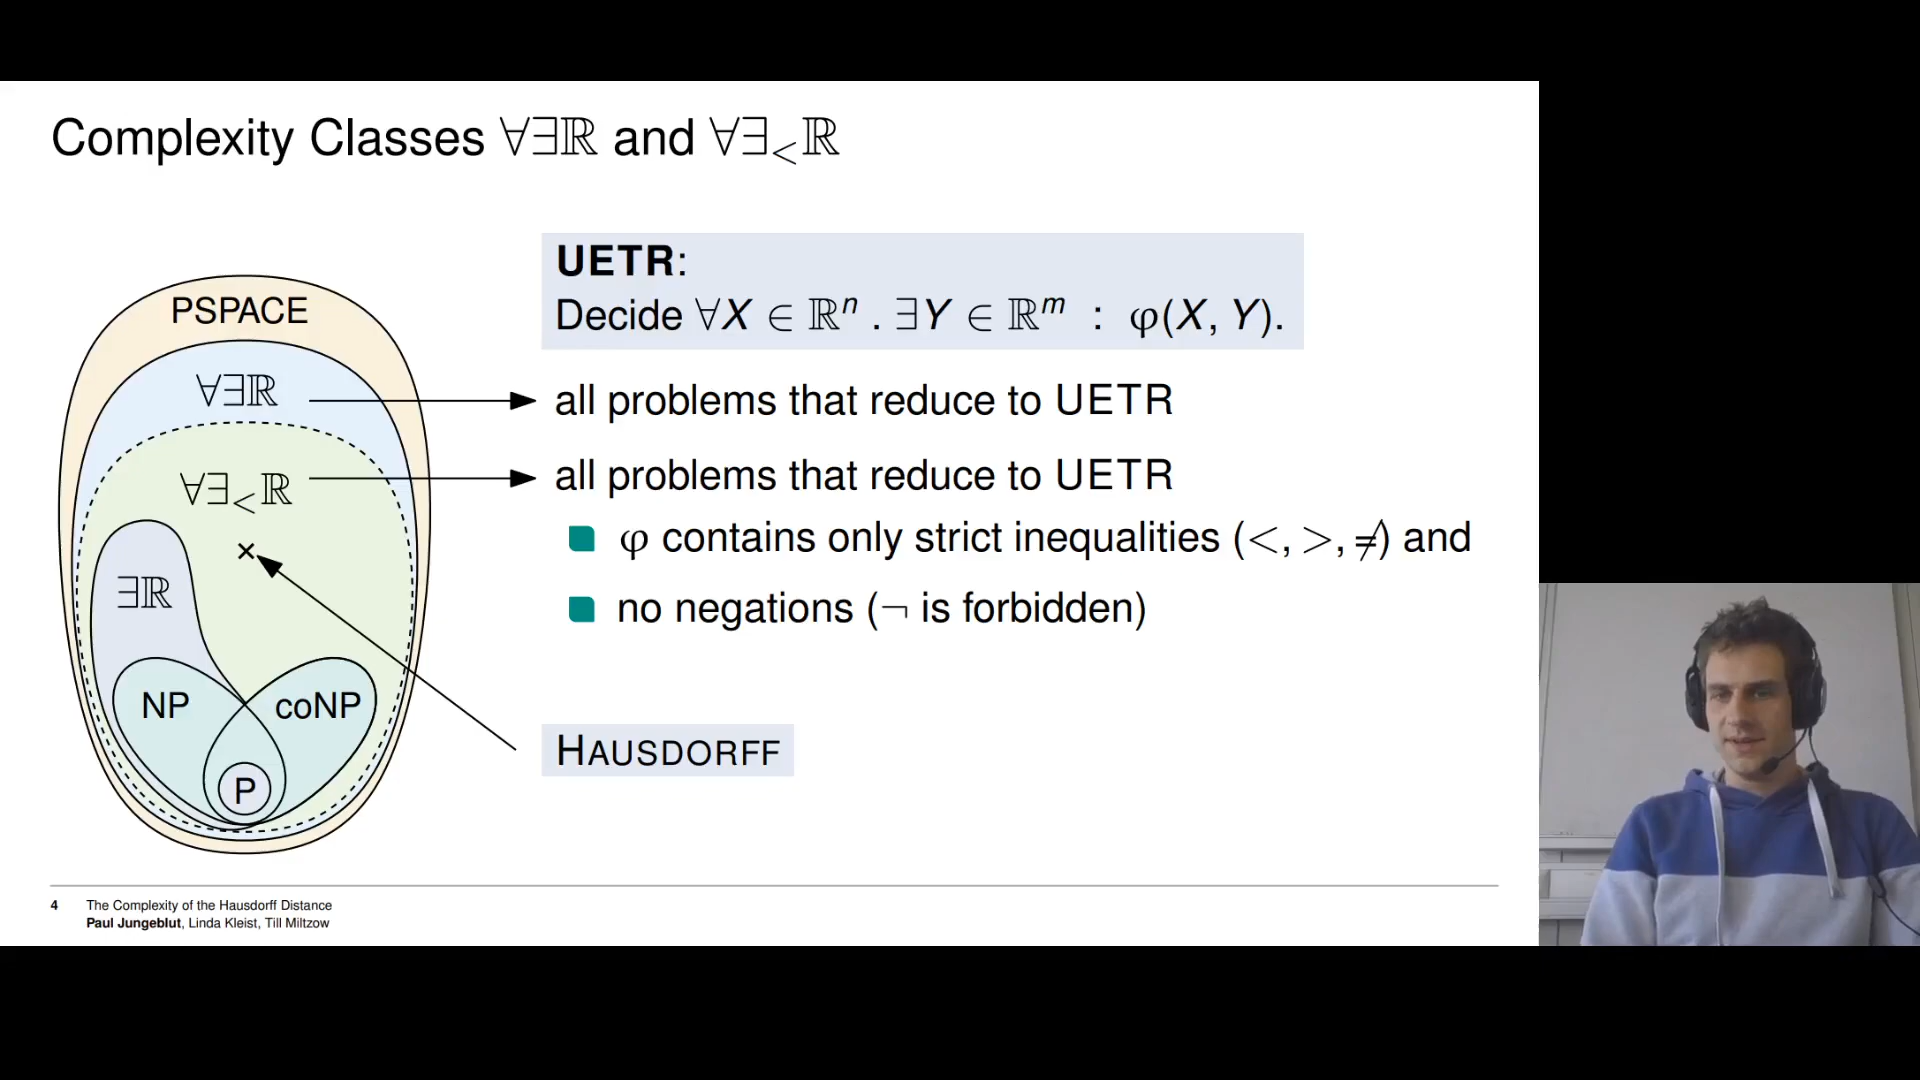 Complexity Classes ∀∃ℝ and ∀∃<ℝ
UETR:
Decide ∀X ∈ ℝⁿ . ∃Y ∈ ℝᵐ : φ(X, Y).
PSPACE
∀∃ℝ
all problems that reduce to UETR
∀∃<ℝ
all problems that reduce to UETR
φ contains only strict inequalities (<, >, ≠) and
no negations (¬ is forbidden)
×
∃ℝ
NP
coNP
P
HAUSDORFF
4
The Complexity of the Hausdorff Distance
Paul Jungeblut, Linda Kleist, Till Miltzow